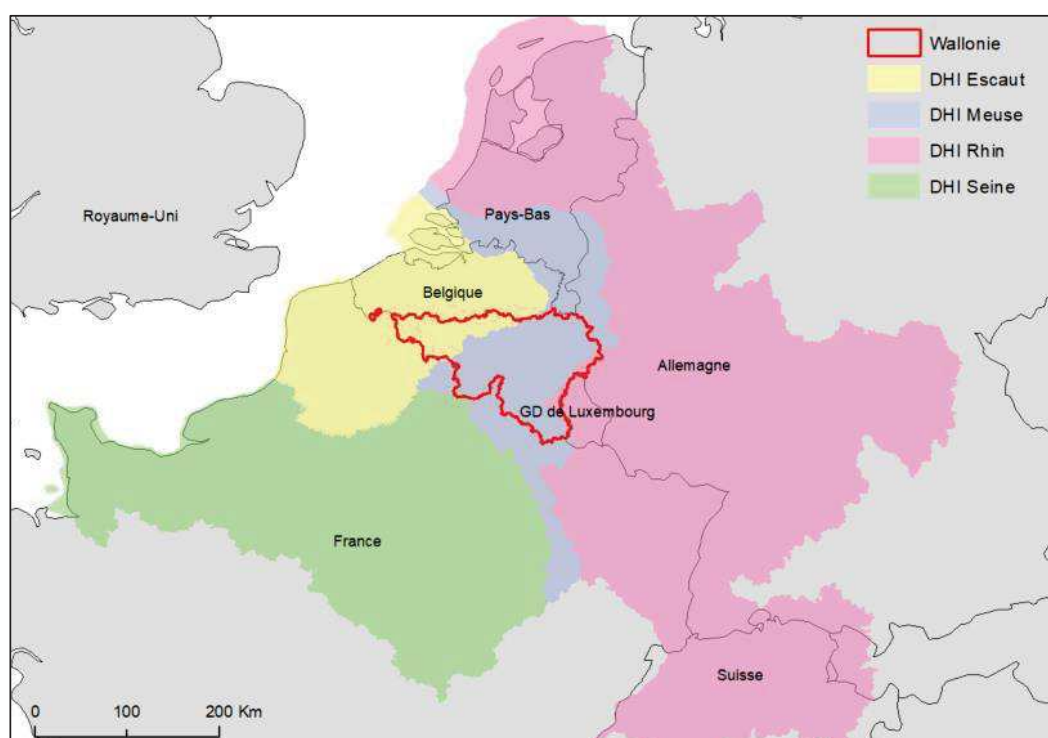 Wallonie
DHI Escaut
DHI Meuse
DHI Rhin
DHI Seine
Royaume-Uni
Pays-Bas
Belgique
Allemagne
GD de Luxembourg
France
Suisse
0 100 200 Km